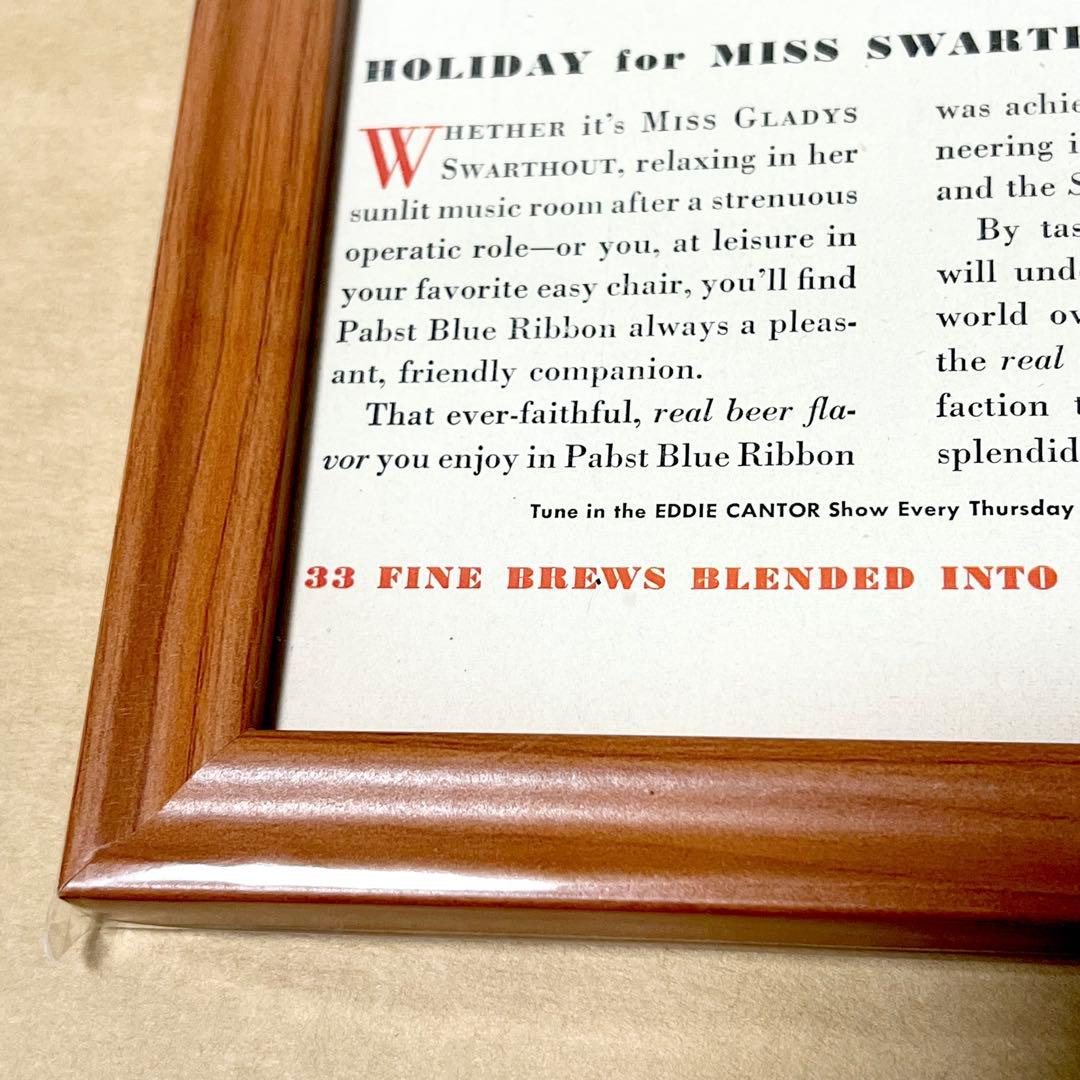 HOLIDAY for MISS SWARTH
WHETHER it's MISS GLADYS
SWARTHOUT, relaxing in her
sunlit music room after a strenuous
operatic role—or you, at leisure in
your favorite easy chair, you'll find
Pabst Blue Ribbon always a pleas-
ant, friendly companion.
That ever-faithful, real beer fla-
vor you enjoy in Pabst Blue Ribbon
was achie
neering i
and the S
By tas
will und
world ov
the real
faction t
splendid
Tune in the EDDIE CANTOR Show Every Thursday
33 FINE BREWS BLENDED INTO